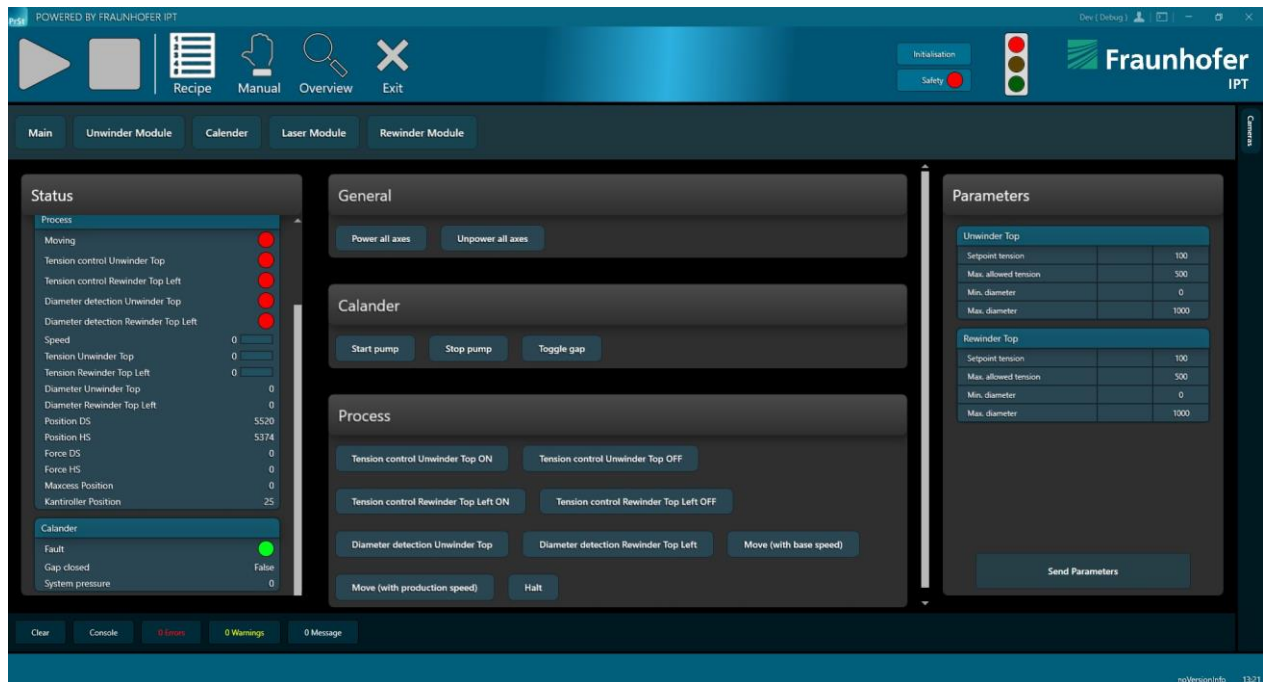 POWERED BY FRAUNHOFER IPT
Dev ( Debug )
PrSt
Recipe
Manual
Overview
Exit
Initialisation
Safety
Fraunhofer
IPT
Main
Unwinder Module
Calender
Laser Module
Rewinder Module
Cameras
Status
Process
Moving
Tension control Unwinder Top
Tension control Rewinder Top Left
Diameter detection Unwinder Top
Diameter detection Rewinder Top Left
Speed 0
Tension Unwinder Top 0
Tension Rewinder Top Left 0
Diameter Unwinder Top 0
Diameter Rewinder Top Left 0
Position DS 5520
Position HS 5374
Force DS 0
Force HS 0
Maxcess Position 0
Kantiroller Position 25
Calander
Fault
Gap closed False
System pressure 0
General
Power all axes
Unpower all axes
Calander
Start pump
Stop pump
Toggle gap
Process
Tension control Unwinder Top ON
Tension control Unwinder Top OFF
Tension control Rewinder Top Left ON
Tension control Rewinder Top Left OFF
Diameter detection Unwinder Top
Diameter detection Rewinder Top Left
Move (with base speed)
Move (with production speed)
Halt
Parameters
Unwinder Top
Setpoint tension 100
Max. allowed tension 500
Min. diameter 0
Max. diameter 1000
Rewinder Top
Setpoint tension 100
Max. allowed tension 500
Min. diameter 0
Max. diameter 1000
Send Parameters
Clear
Console
0 Errors
0 Warnings
0 Message
noVersionInfo
13:21